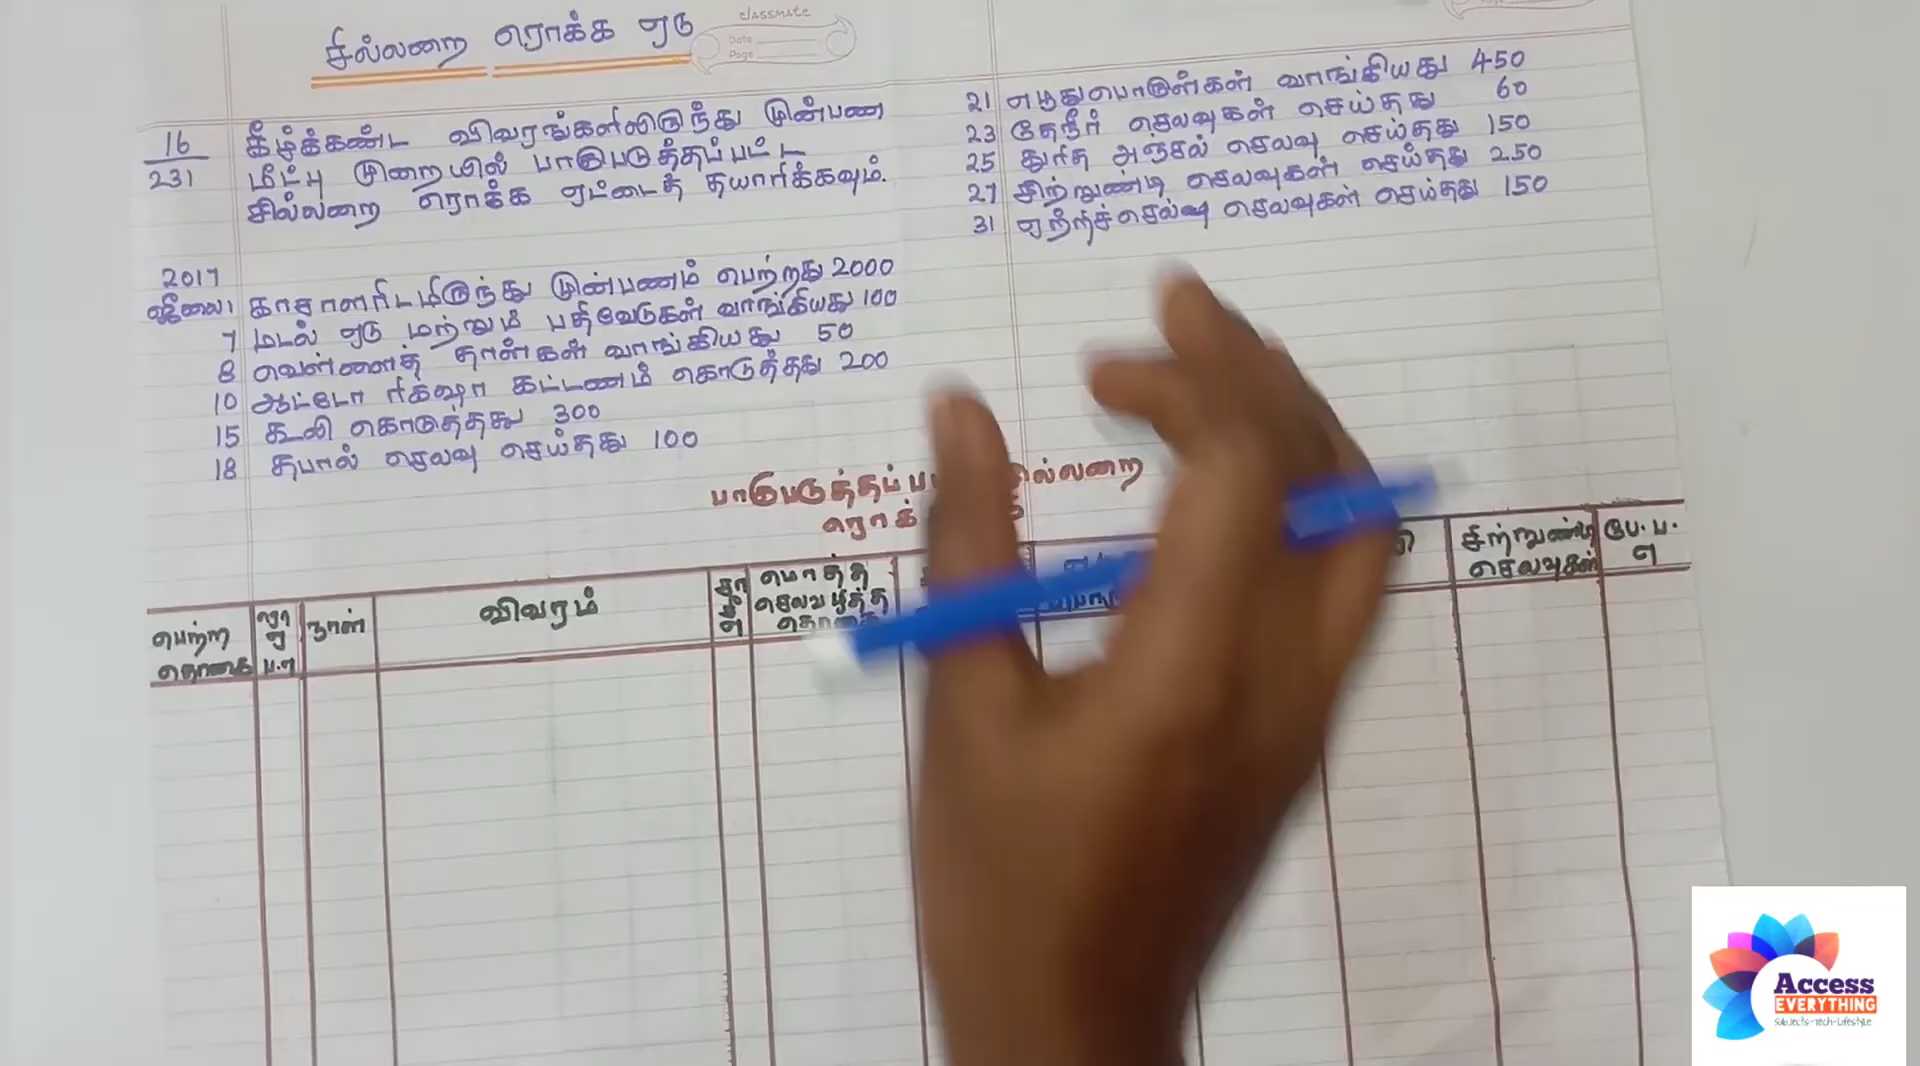 classmate
Date
Page
சில்லறை ரொக்க ஏடு
16
231
கீழ்க்கண்ட விவரங்களிலிருந்து முன்பண
மீட்பு முறையில் பாகுபடுத்தப்பட்ட
சில்லறை ரொக்க ஏட்டைத் தயாரிக்கவும்.
2017
ஜீலை1 காசாளரிடமிருந்து முன்பணம் பெற்றது 2000
7 மடல் ஏடு மற்றும் பதிவேடுகள் வாங்கியது 100
8 வெள்ளைத் தாள்கள் வாங்கியது 50
10 ஆட்டோ ரிக்ஷா கட்டணம் கொடுத்தது 200
15 கூலி கொடுத்தது 300
18 தபால் செலவு செய்தது 100
21 எழுதுபொருள்கள் வாங்கியது 450
23 தேநீர் செலவுகள் செய்தது 60
25 துரித அஞ்சல் செலவு செய்தது 150
27 சிற்றுண்டி செலவுகள் செய்தது 250
31 ஏற்றிச்செல்வு செலவுகள் செய்தது 150
பெற்ற தொகை
நாள்
விவரம்
மொத்த செலவழித்த தொகை
சிற்றுண்டி செலவுகள்
பே.ப. எ
Access
EVERYTHING
Subjects-Tech-Lifestyle